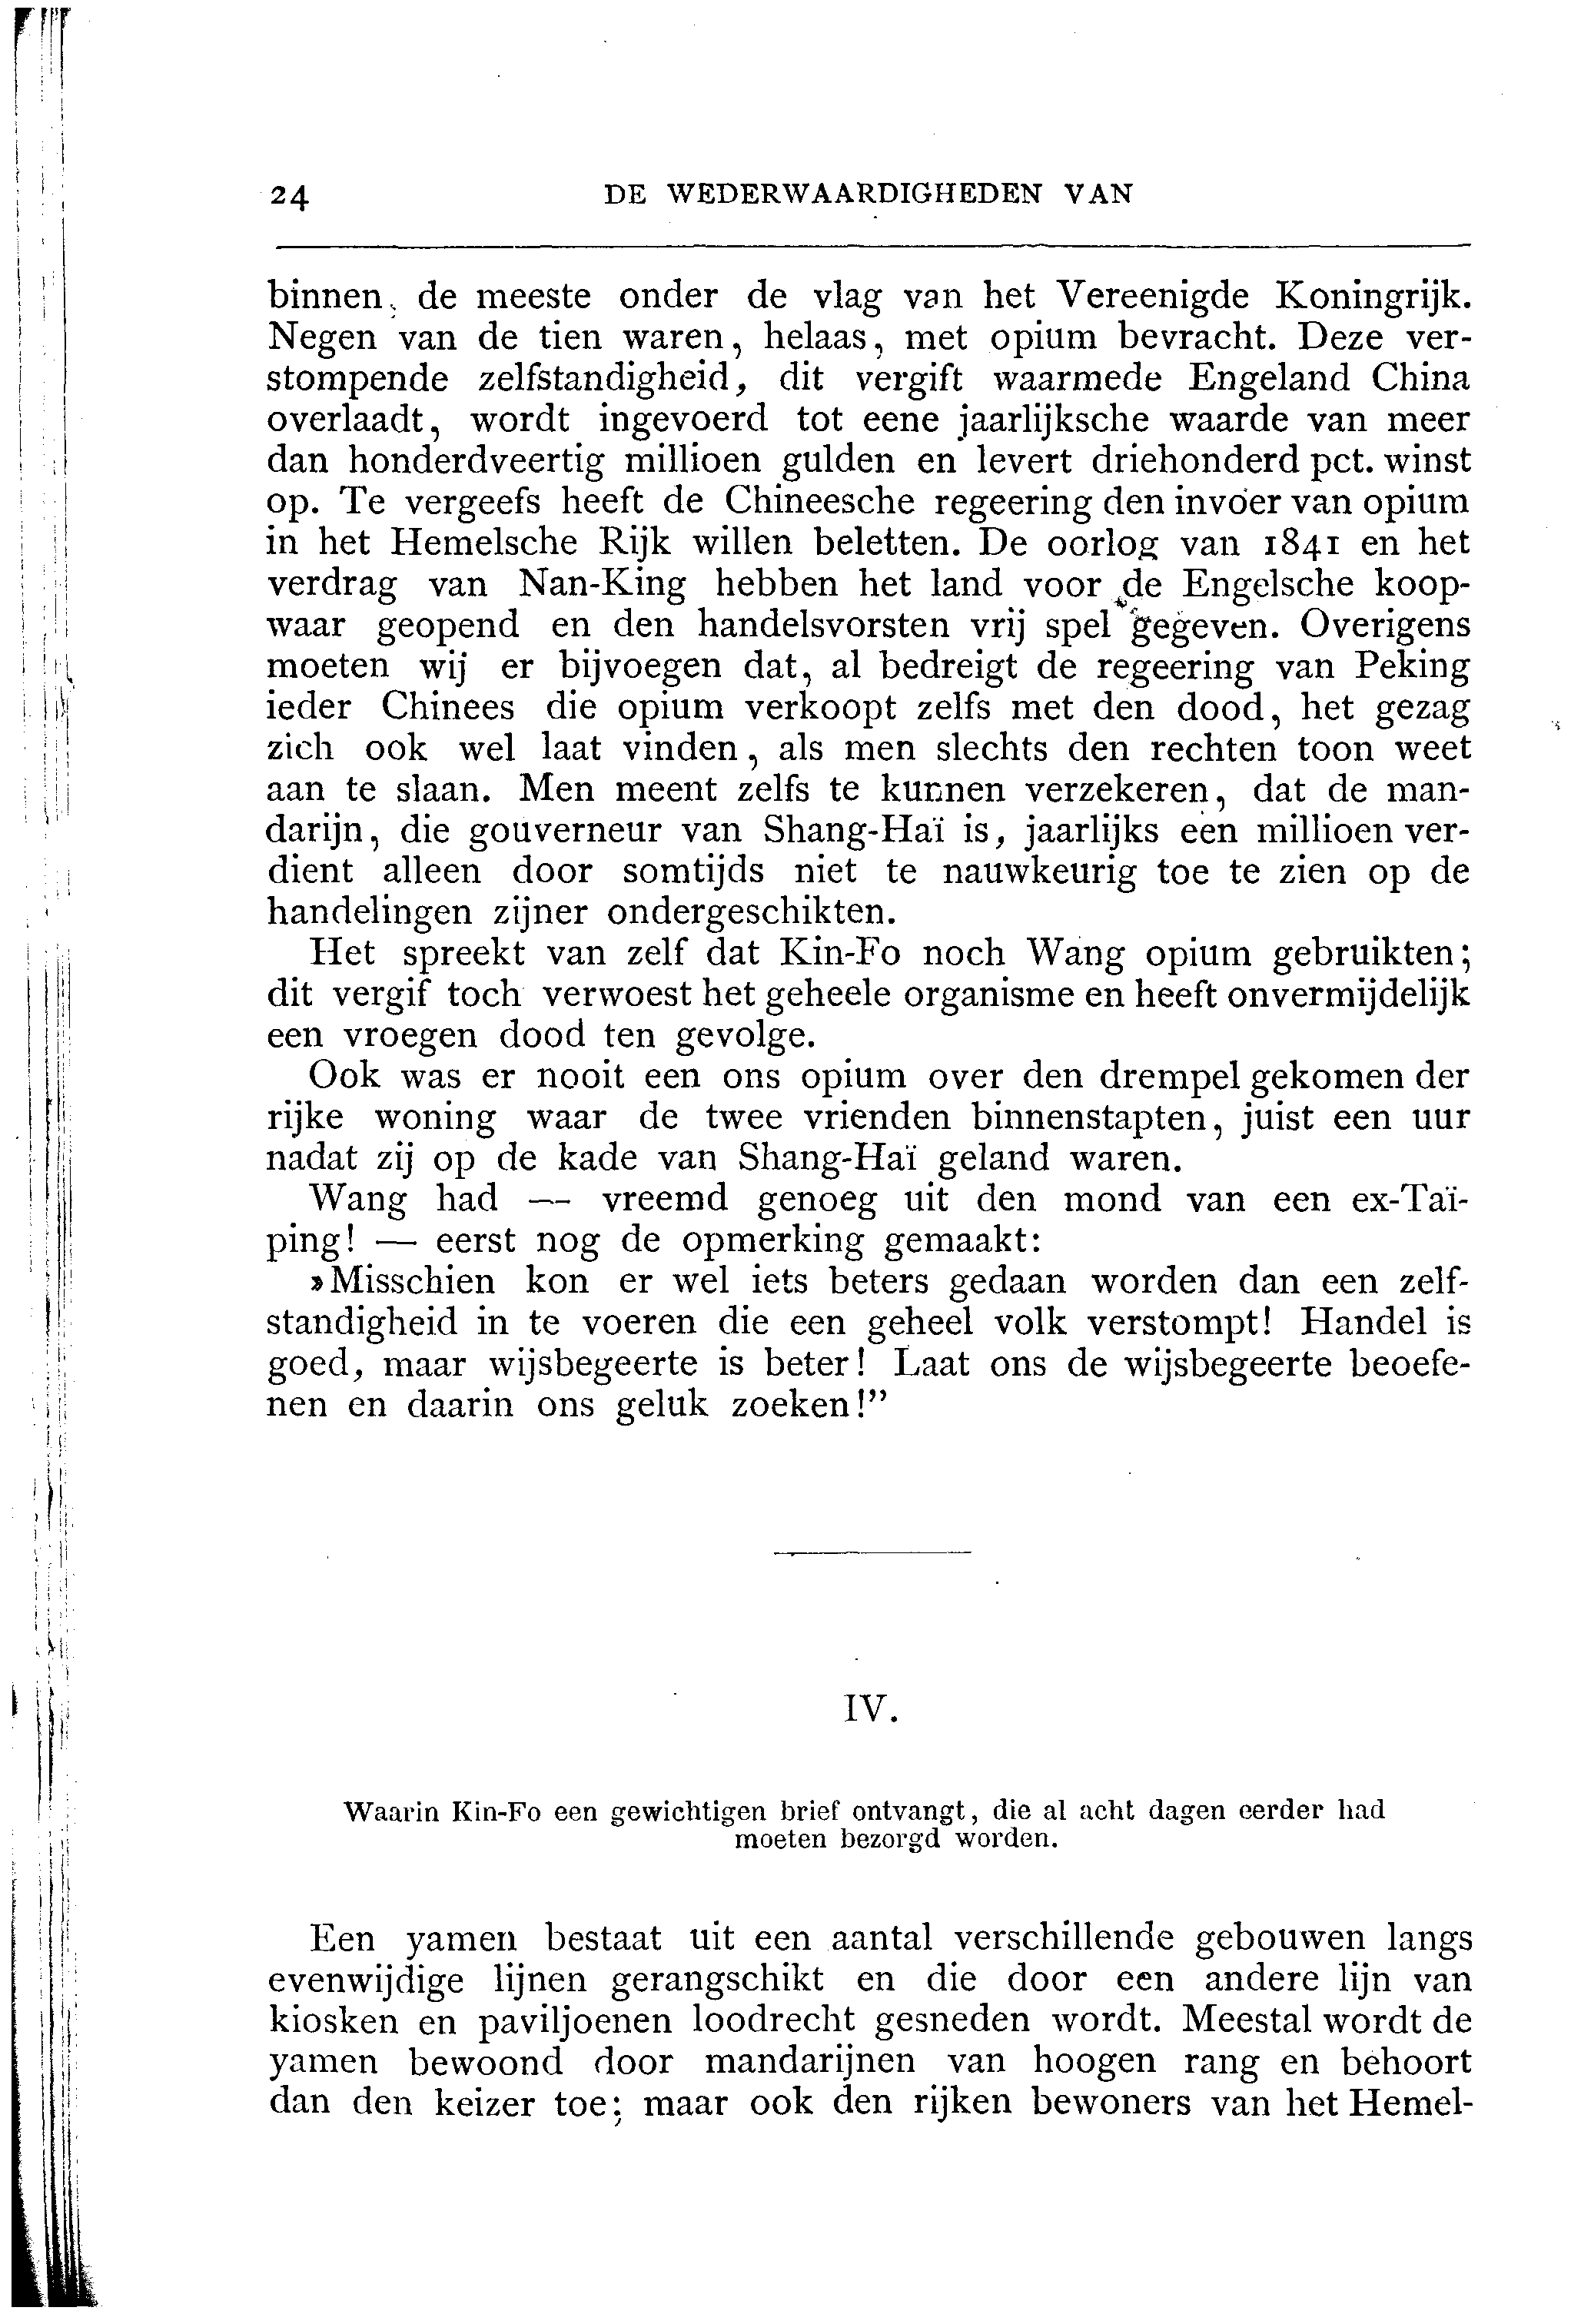 24 DE WEDERWAARDIGHEDEN VAN
binnen, de meeste onder de vlag van het Vereenigde Koningrijk.
Negen van de tien waren, helaas, met opium bevracht. Deze ver-
stompende zelfstandigheid, dit vergift waarmede Engeland China
overlaadt, wordt ingevoerd tot eene jaarlijksche waarde van meer
dan honderdveertig millioen gulden en levert driehonderd pct. winst
op. Te vergeefs heeft de Chineesche regeering den invoer van opium
in het Hemelsche Rijk willen beletten. De oorlog van 1841 en het
verdrag van Nan-King hebben het land voor de Engelsche koop-
waar geopend en den handelsvorsten vrij spel gegeven. Overigens
moeten wij er bijvoegen dat, al bedreigt de regeering van Peking
ieder Chinees die opium verkoopt zelfs met den dood, het gezag
zich ook wel laat vinden, als men slechts den rechten toon weet
aan te slaan. Men meent zelfs te kunnen verzekeren, dat de man-
darijn, die gouverneur van Shang-Haï is, jaarlijks een millioen ver-
dient alleen door somtijds niet te nauwkeurig toe te zien op de
handelingen zijner ondergeschikten.
Het spreekt van zelf dat Kin-Fo noch Wang opium gebruikten;
dit vergif toch verwoest het geheele organisme en heeft onvermijdelijk
een vroegen dood ten gevolge.
Ook was er nooit een ons opium over den drempel gekomen der
rijke woning waar de twee vrienden binnenstapten, juist een uur
nadat zij op de kade van Shang-Haï geland waren.
Wang had — vreemd genoeg uit den mond van een ex-Taï-
ping! — eerst nog de opmerking gemaakt:
»Misschien kon er wel iets beters gedaan worden dan een zelf-
standigheid in te voeren die een geheel volk verstompt! Handel is
goed, maar wijsbegeerte is beter! Laat ons de wijsbegeerte beoefe-
nen en daarin ons geluk zoeken!”
IV.
Waarin Kin-Fo een gewichtigen brief ontvangt, die al acht dagen eerder had
moeten bezorgd worden.
Een yamen bestaat uit een aantal verschillende gebouwen langs
evenwijdige lijnen gerangschikt en die door een andere lijn van
kiosken en paviljoenen loodrecht gesneden wordt. Meestal wordt de
yamen bewoond door mandarijnen van hoogen rang en behoort
dan den keizer toe; maar ook den rijken bewoners van het Hemel-